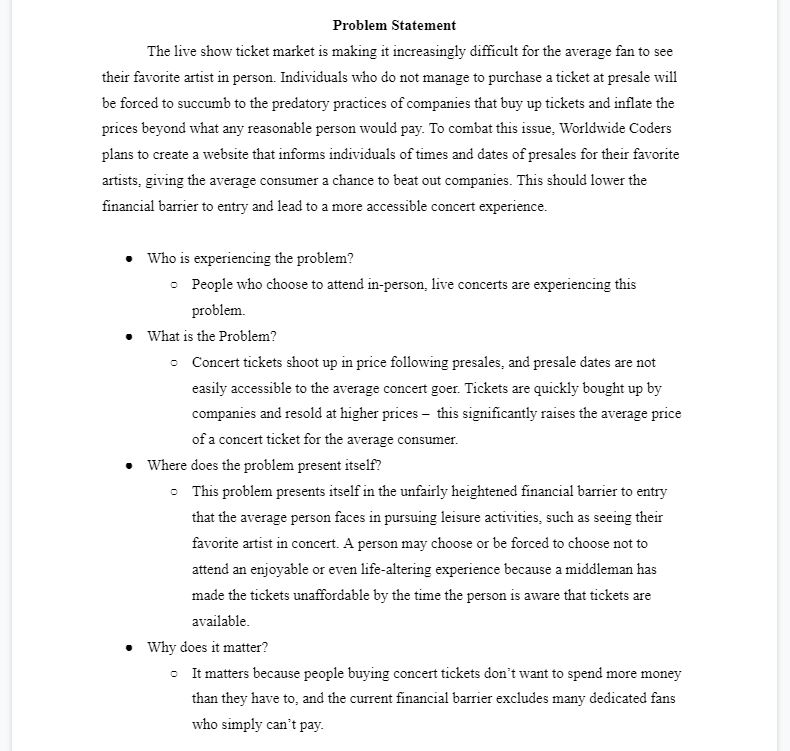 Problem Statement
The live show ticket market is making it increasingly difficult for the average fan to see
their favorite artist in person. Individuals who do not manage to purchase a ticket at presale will
be forced to succumb to the predatory practices of companies that buy up tickets and inflate the
prices beyond what any reasonable person would pay. To combat this issue, Worldwide Coders
plans to create a website that informs individuals of times and dates of presales for their favorite
artists, giving the average consumer a chance to beat out companies. This should lower the
financial barrier to entry and lead to a more accessible concert experience.
● Who is experiencing the problem?
○ People who choose to attend in-person, live concerts are experiencing this
problem.
● What is the Problem?
○ Concert tickets shoot up in price following presales, and presale dates are not
easily accessible to the average concert goer. Tickets are quickly bought up by
companies and resold at higher prices – this significantly raises the average price
of a concert ticket for the average consumer.
● Where does the problem present itself?
○ This problem presents itself in the unfairly heightened financial barrier to entry
that the average person faces in pursuing leisure activities, such as seeing their
favorite artist in concert. A person may choose or be forced to choose not to
attend an enjoyable or even life-altering experience because a middleman has
made the tickets unaffordable by the time the person is aware that tickets are
available.
● Why does it matter?
○ It matters because people buying concert tickets don’t want to spend more money
than they have to, and the current financial barrier excludes many dedicated fans
who simply can’t pay.